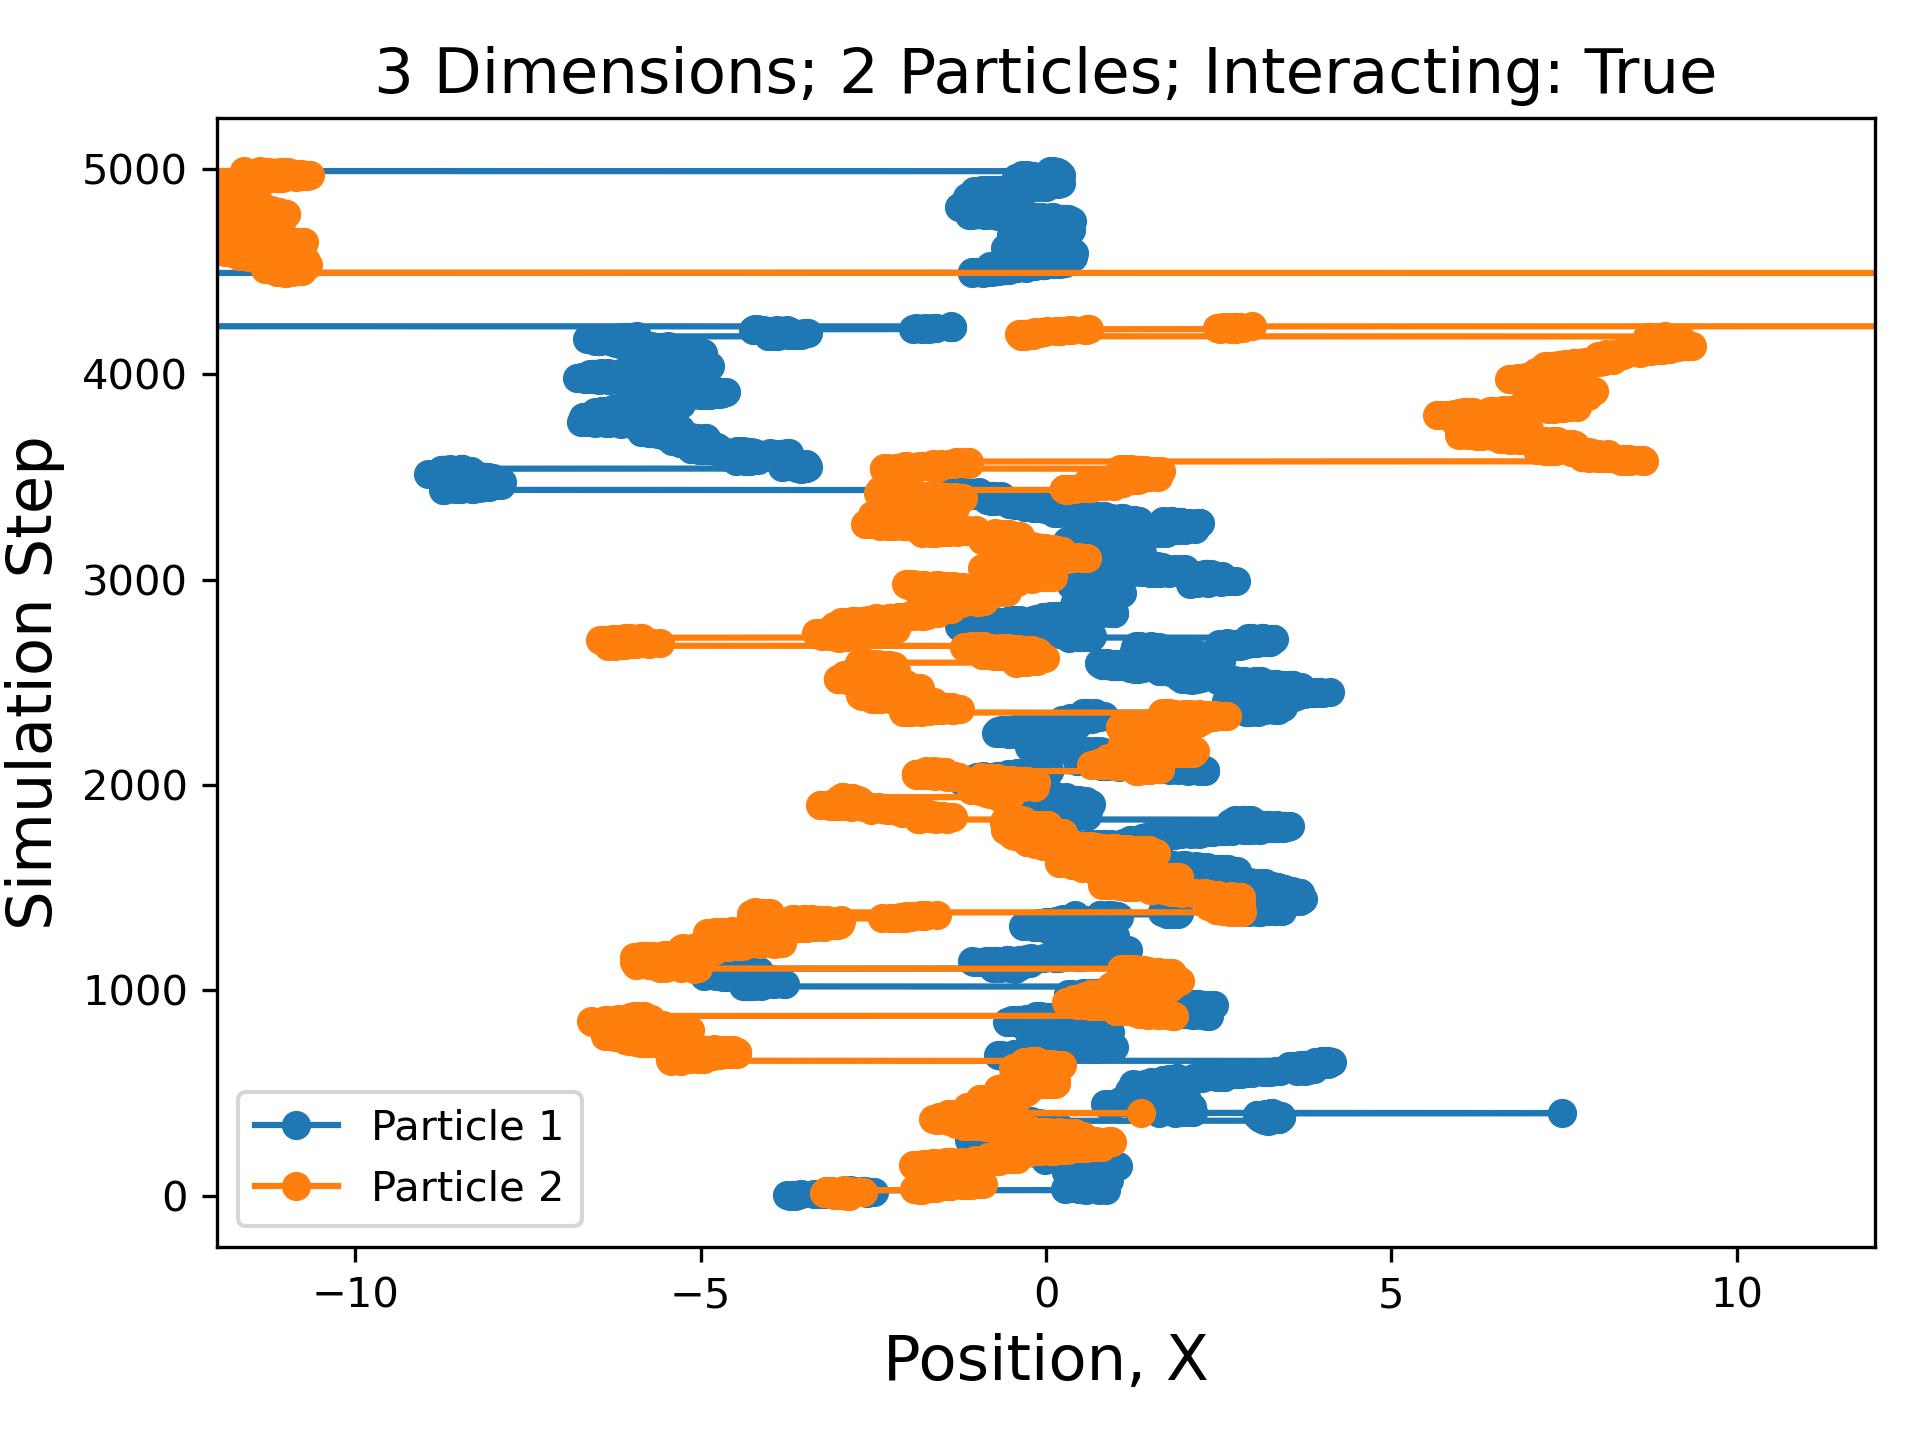 3 Dimensions; 2 Particles; Interacting: True
Simulation Step
5000
4000
3000
2000
1000
0
Particle 1
Particle 2
−10
−5
0
5
10
Position, X